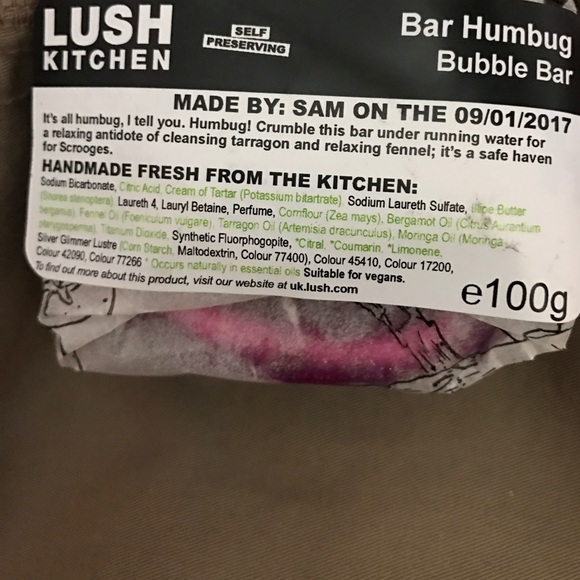 LUSH
KITCHEN
SELF
PRESERVING
Bar Humbug
Bubble Bar
MADE BY: SAM ON THE 09/01/2017
It's all humbug, I tell you. Humbug! Crumble this bar under running water for
a relaxing antidote of cleansing tarragon and relaxing fennel; it's a safe haven
for Scrooges.
HANDMADE FRESH FROM THE KITCHEN:
Sodium Bicarbonate, Citric Acid, Cream of Tartar (Potassium bitartrate), Sodium Laureth Sulfate, Illipe Butter
(Shorea stenoptera), Laureth 4, Lauryl Betaine, Perfume, Cornflour (Zea mays), Bergamot Oil (Citrus Aurantium
bergamia), Fennel Oil (Foeniculum vulgare), Tarragon Oil (Artemisia dracunculus), Moringa Oil (Moringa
pterygosperma), Titanium Dioxide, Synthetic Fluorphogopite, *Citral, *Coumarin, *Limonene,
Silver Glimmer Lustre (Corn Starch, Maltodextrin, Colour 77400), Colour 45410, Colour 17200,
Colour 42090, Colour 77266 * Occurs naturally in essential oils Suitable for vegans.
To find out more about this product, visit our website at uk.lush.com
e100g